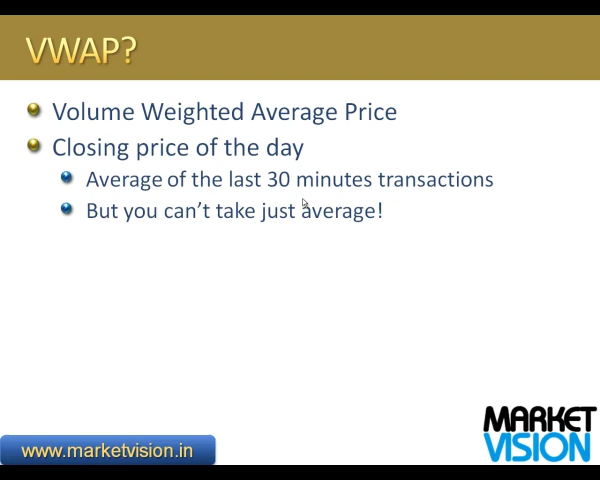 VWAP?
Volume Weighted Average Price
Closing price of the day
Average of the last 30 minutes transactions
But you can't take just average!
MARKET
VISION
www.marketvision.in